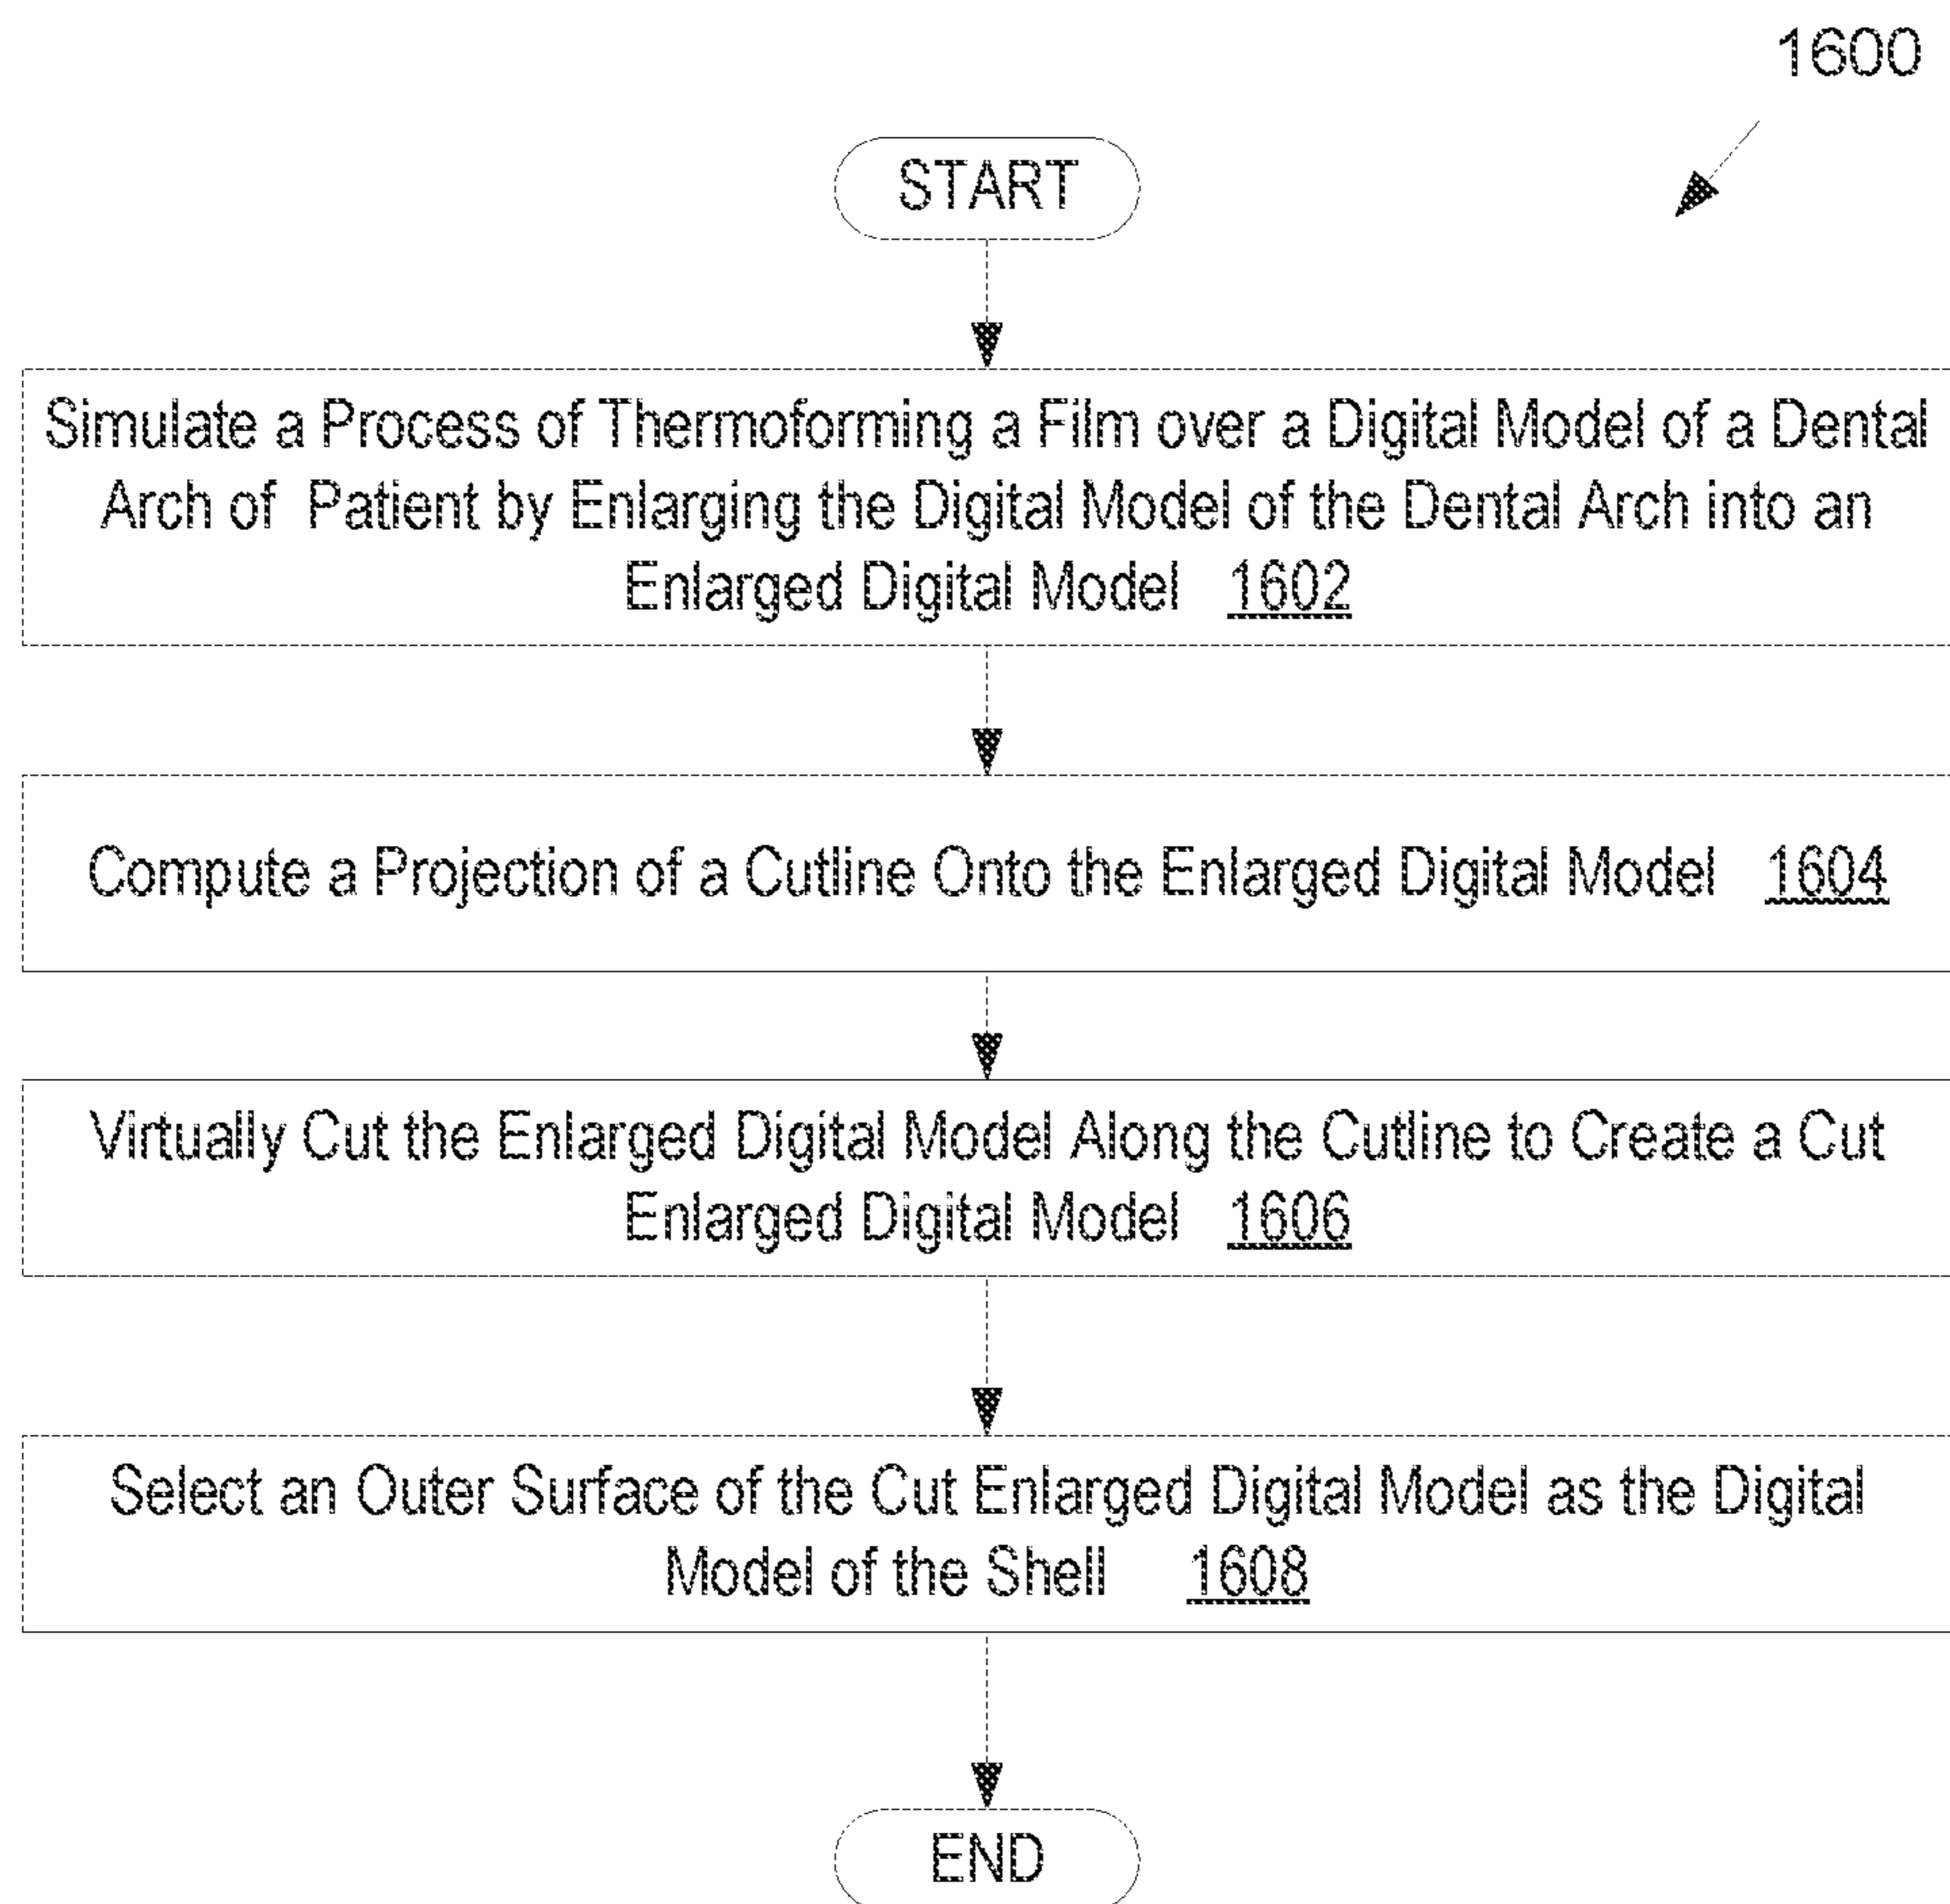 1600
START
Simulate a Process of Thermoforming a Film over a Digital Model of a Dental
Arch of Patient by Enlarging the Digital Model of the Dental Arch into an
Enlarged Digital Model 1602
Compute a Projection of a Cutline Onto the Enlarged Digital Model 1604
Virtually Cut the Enlarged Digital Model Along the Cutline to Create a Cut
Enlarged Digital Model 1606
Select an Outer Surface of the Cut Enlarged Digital Model as the Digital
Model of the Shell 1608
END